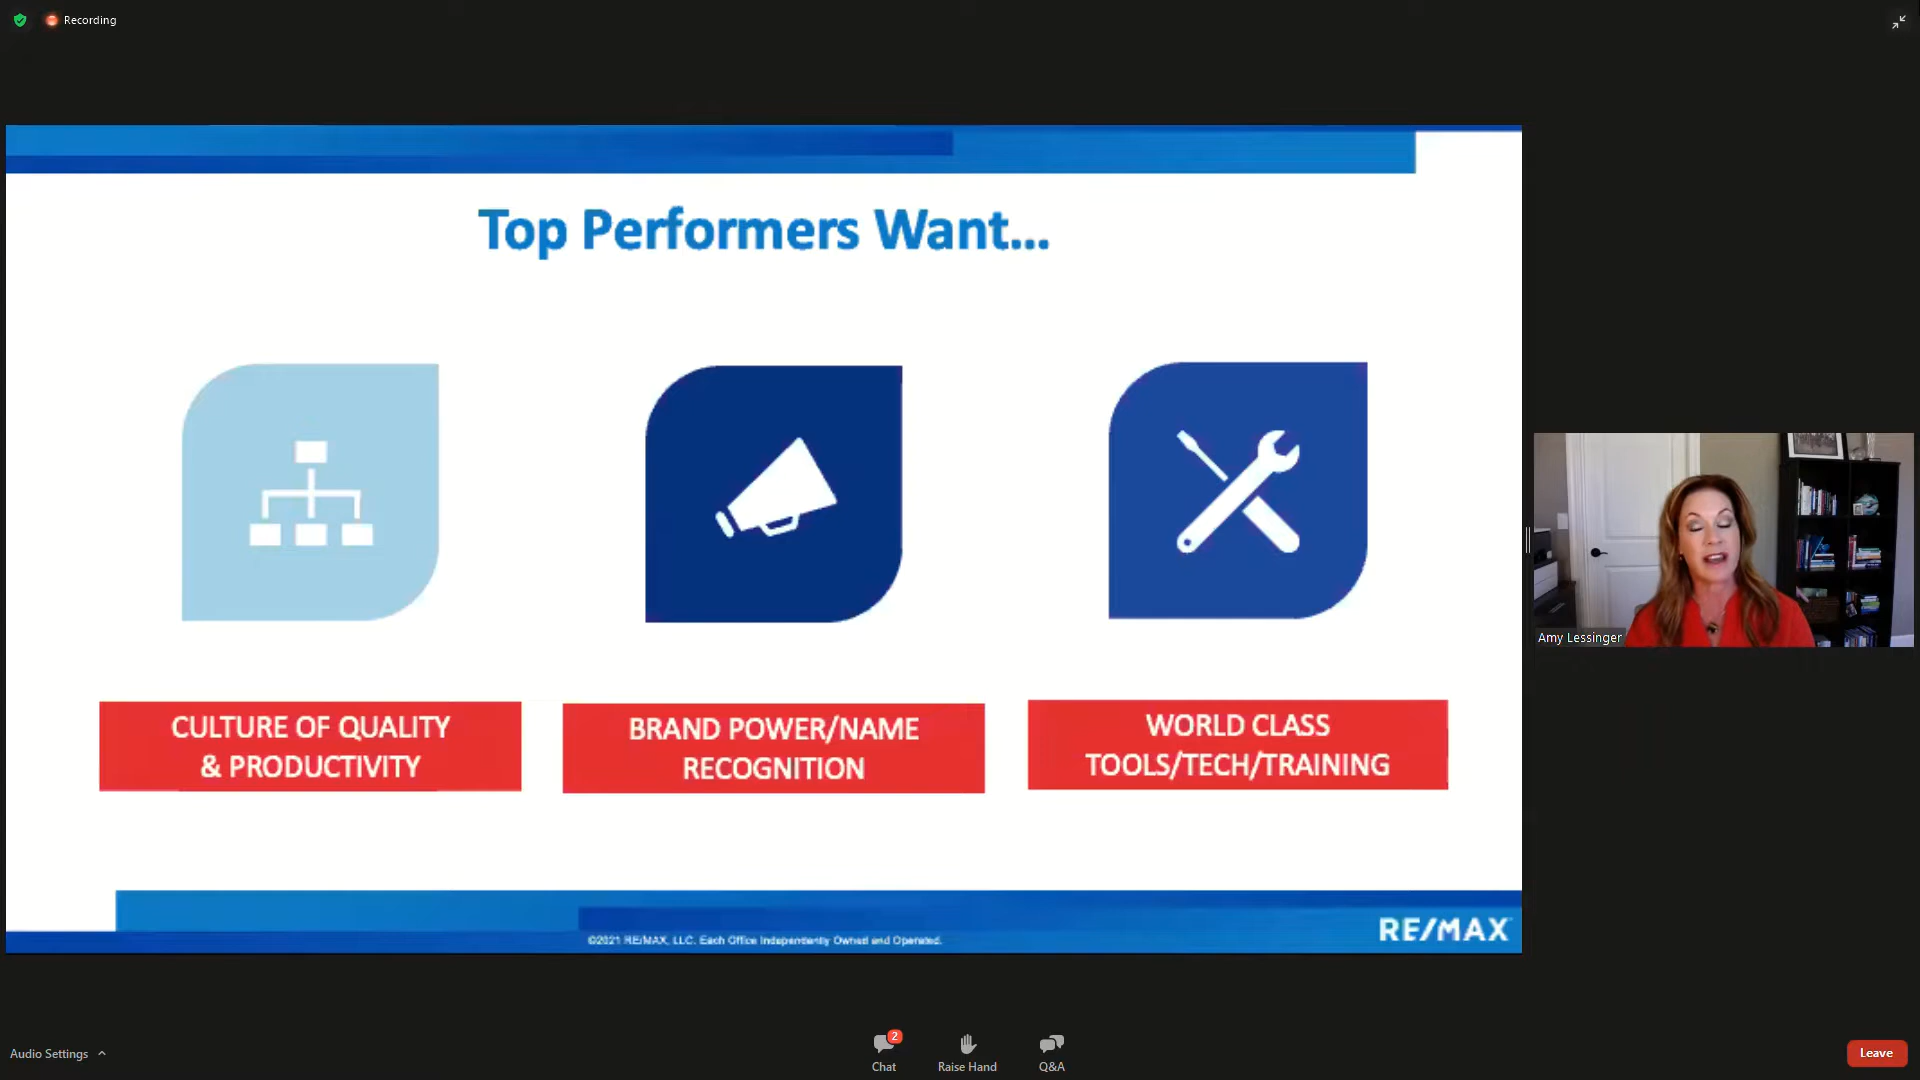 Recording
Top Performers Want...
CULTURE OF QUALITY
& PRODUCTIVITY
BRAND POWER/NAME
RECOGNITION
WORLD CLASS
TOOLS/TECH/TRAINING
©2021 RE/MAX, LLC. Each Office Independently Owned and Operated.
RE/MAX
Amy Lessinger
Audio Settings
2
Chat
Raise Hand
Q&A
Leave